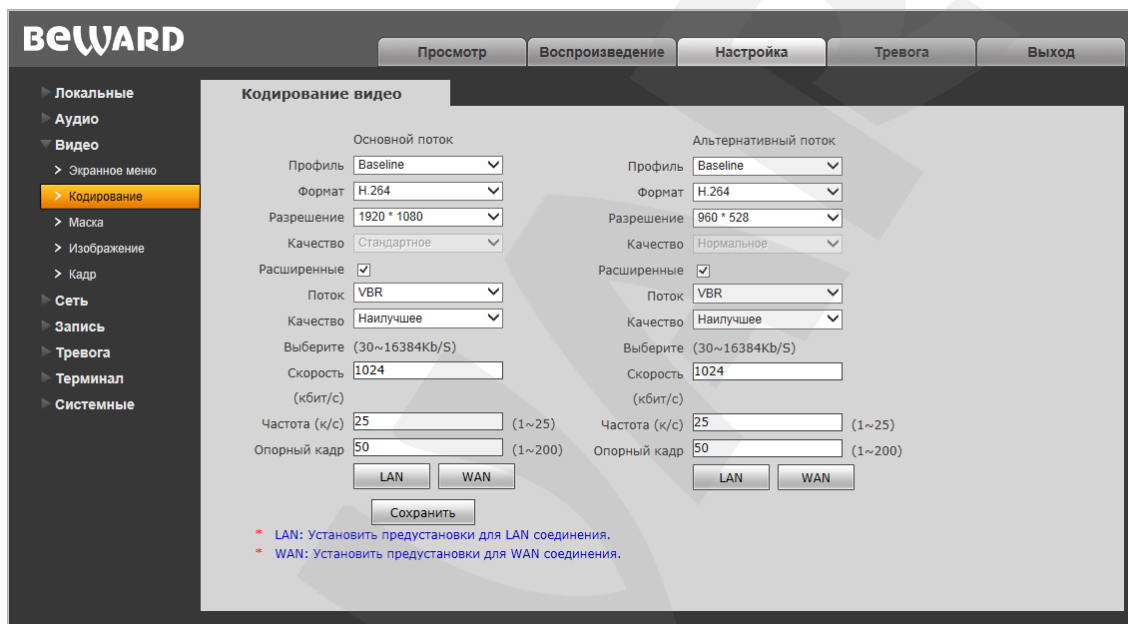 BEWARD
Просмотр Воспроизведение Настройка Тревога Выход
Локальные
Аудио
Видео
> Экранное меню
> Кодирование
> Маска
> Изображение
> Кадр
Сеть
Запись
Тревога
Терминал
Системные
Кодирование видео
Основной поток
Профиль Baseline
Формат H.264
Разрешение 1920 * 1080
Качество Стандартное
Расширенные
Поток VBR
Качество Наилучшее
Выберите (30~16384Kb/S)
Скорость 1024
(кбит/с)
Частота (к/с) 25 (1~25)
Опорный кадр 50 (1~200)
LAN WAN
Альтернативный поток
Профиль Baseline
Формат H.264
Разрешение 960 * 528
Качество Нормальное
Расширенные
Поток VBR
Качество Наилучшее
Выберите (30~16384Kb/S)
Скорость 1024
(кбит/с)
Частота (к/с) 25 (1~25)
Опорный кадр 50 (1~200)
LAN WAN
Сохранить
* LAN: Установить предустановки для LAN соединения.
* WAN: Установить предустановки для WAN соединения.